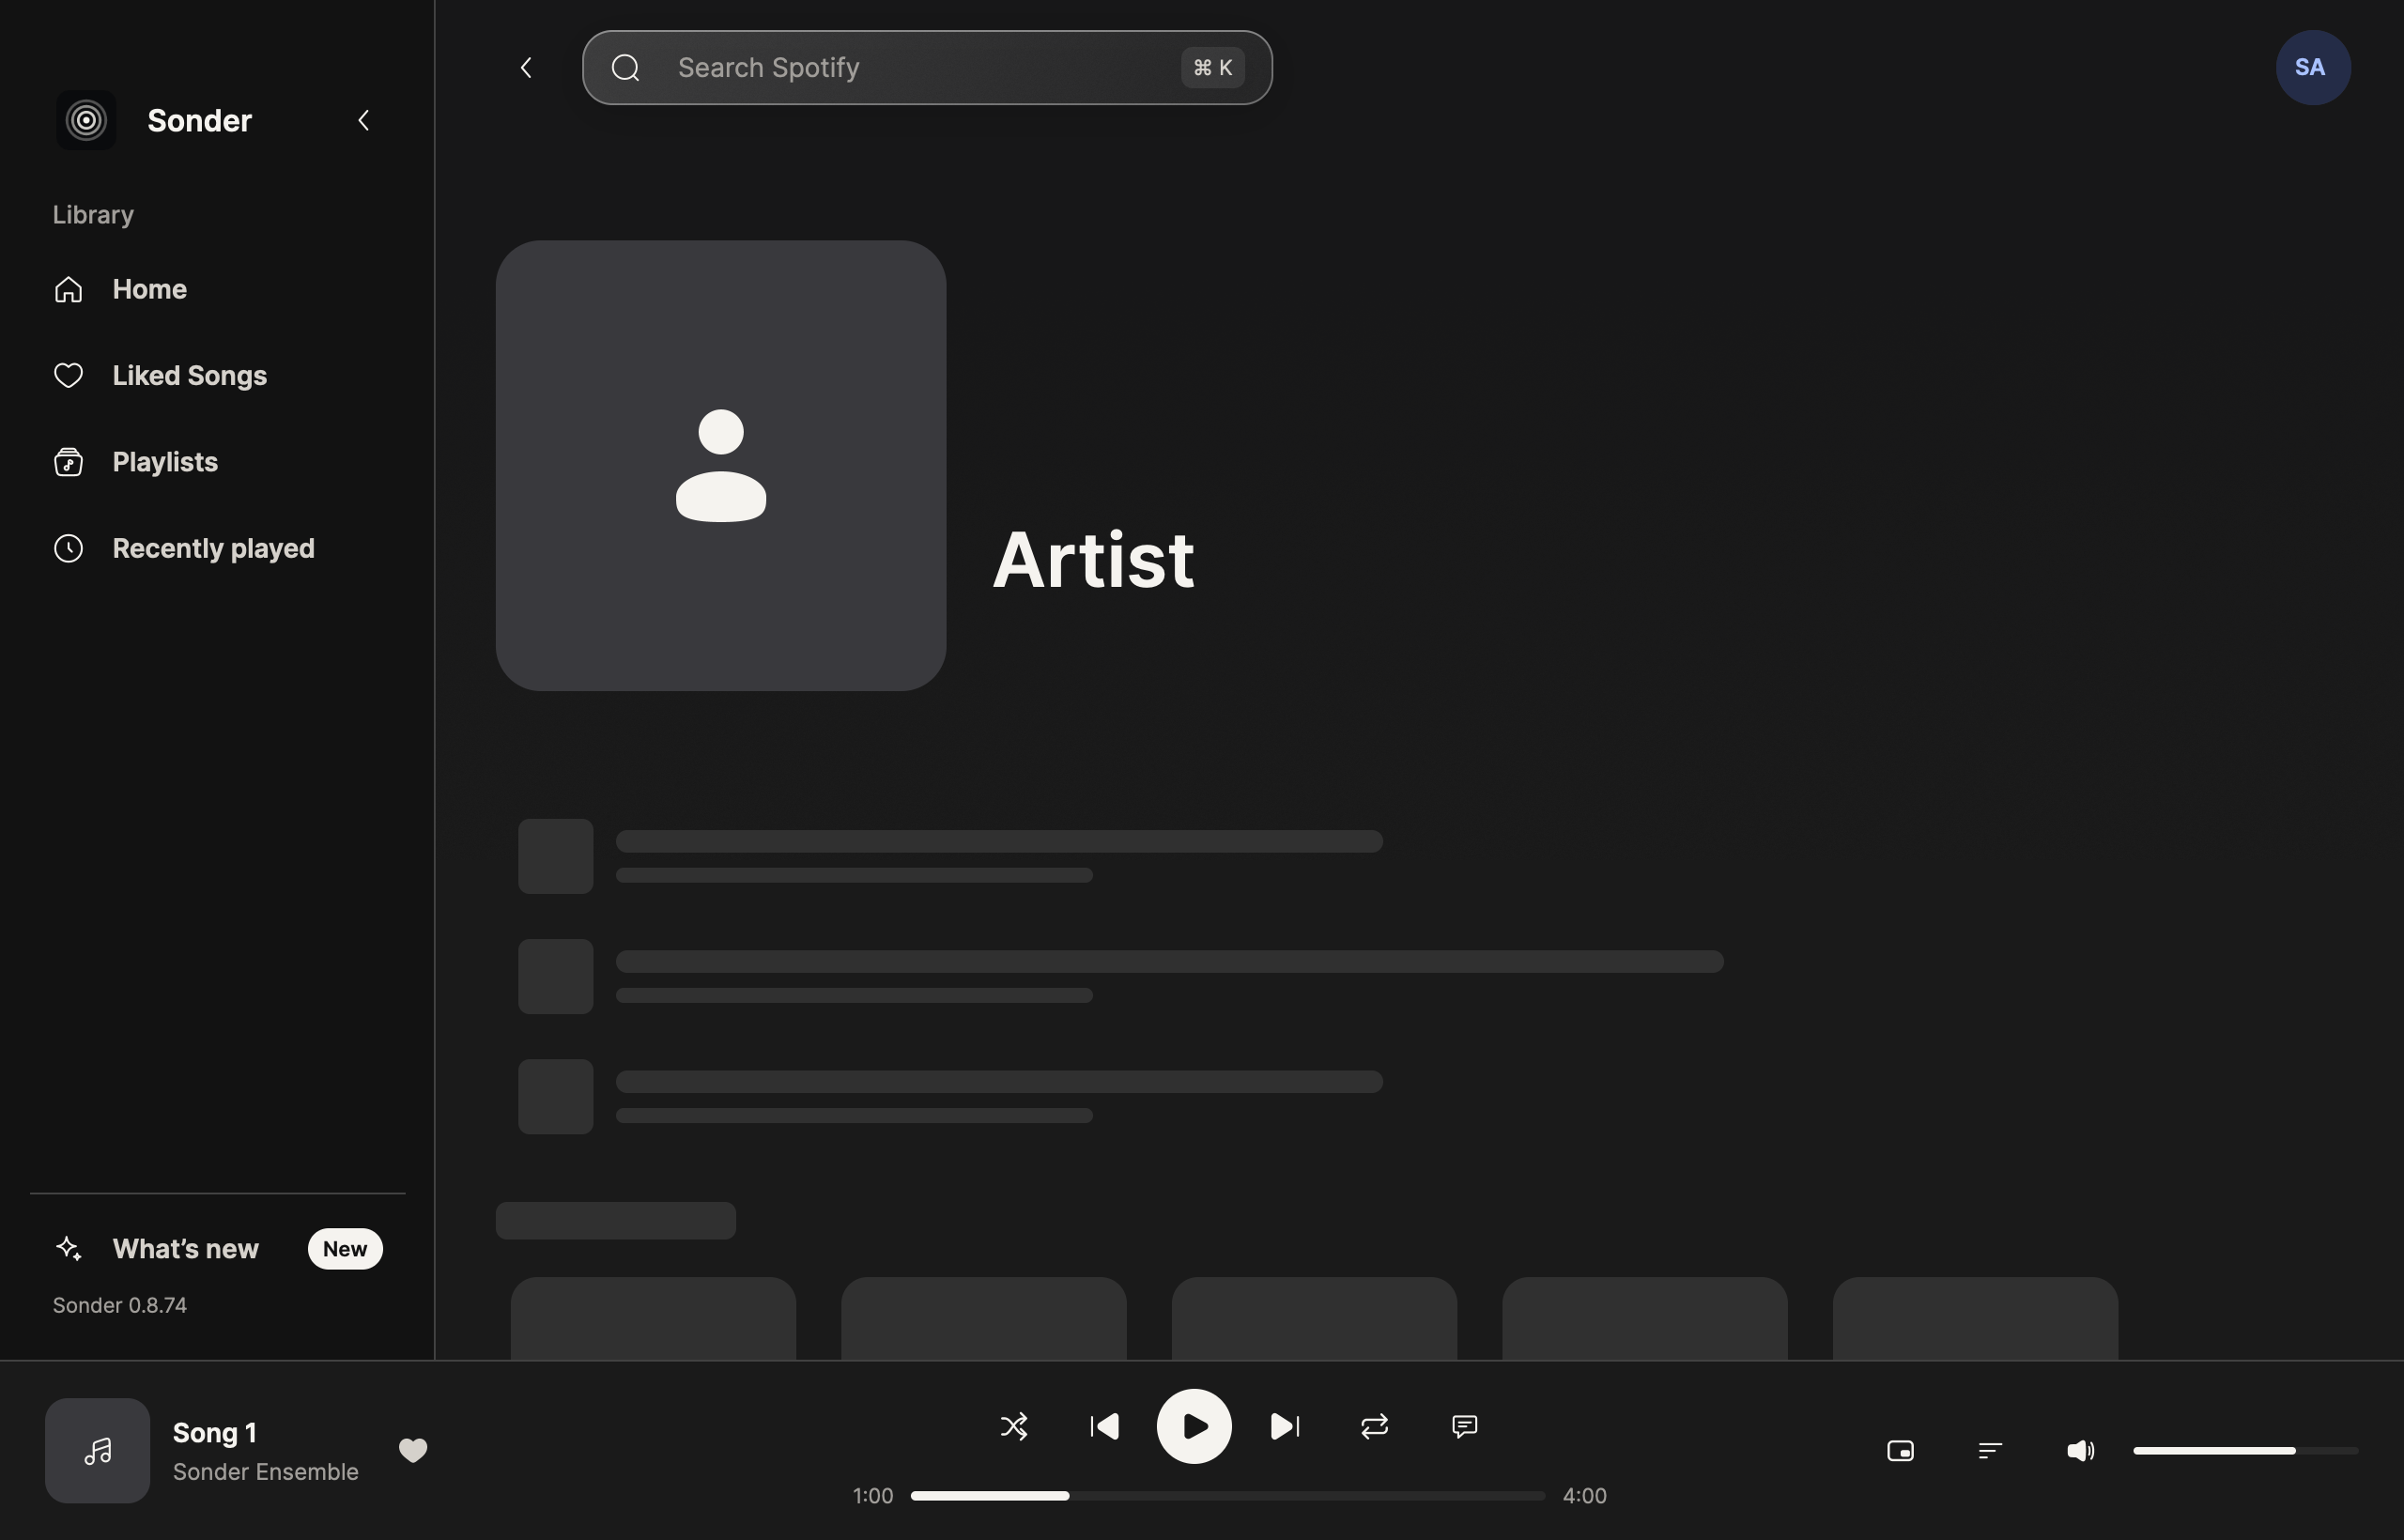 Search Spotify
⌘ K
SA
Sonder
Library
Home
Liked Songs
Playlists
Recently played
Artist
What’s new
New
Sonder 0.8.74
Song 1
Sonder Ensemble
1:00
4:00